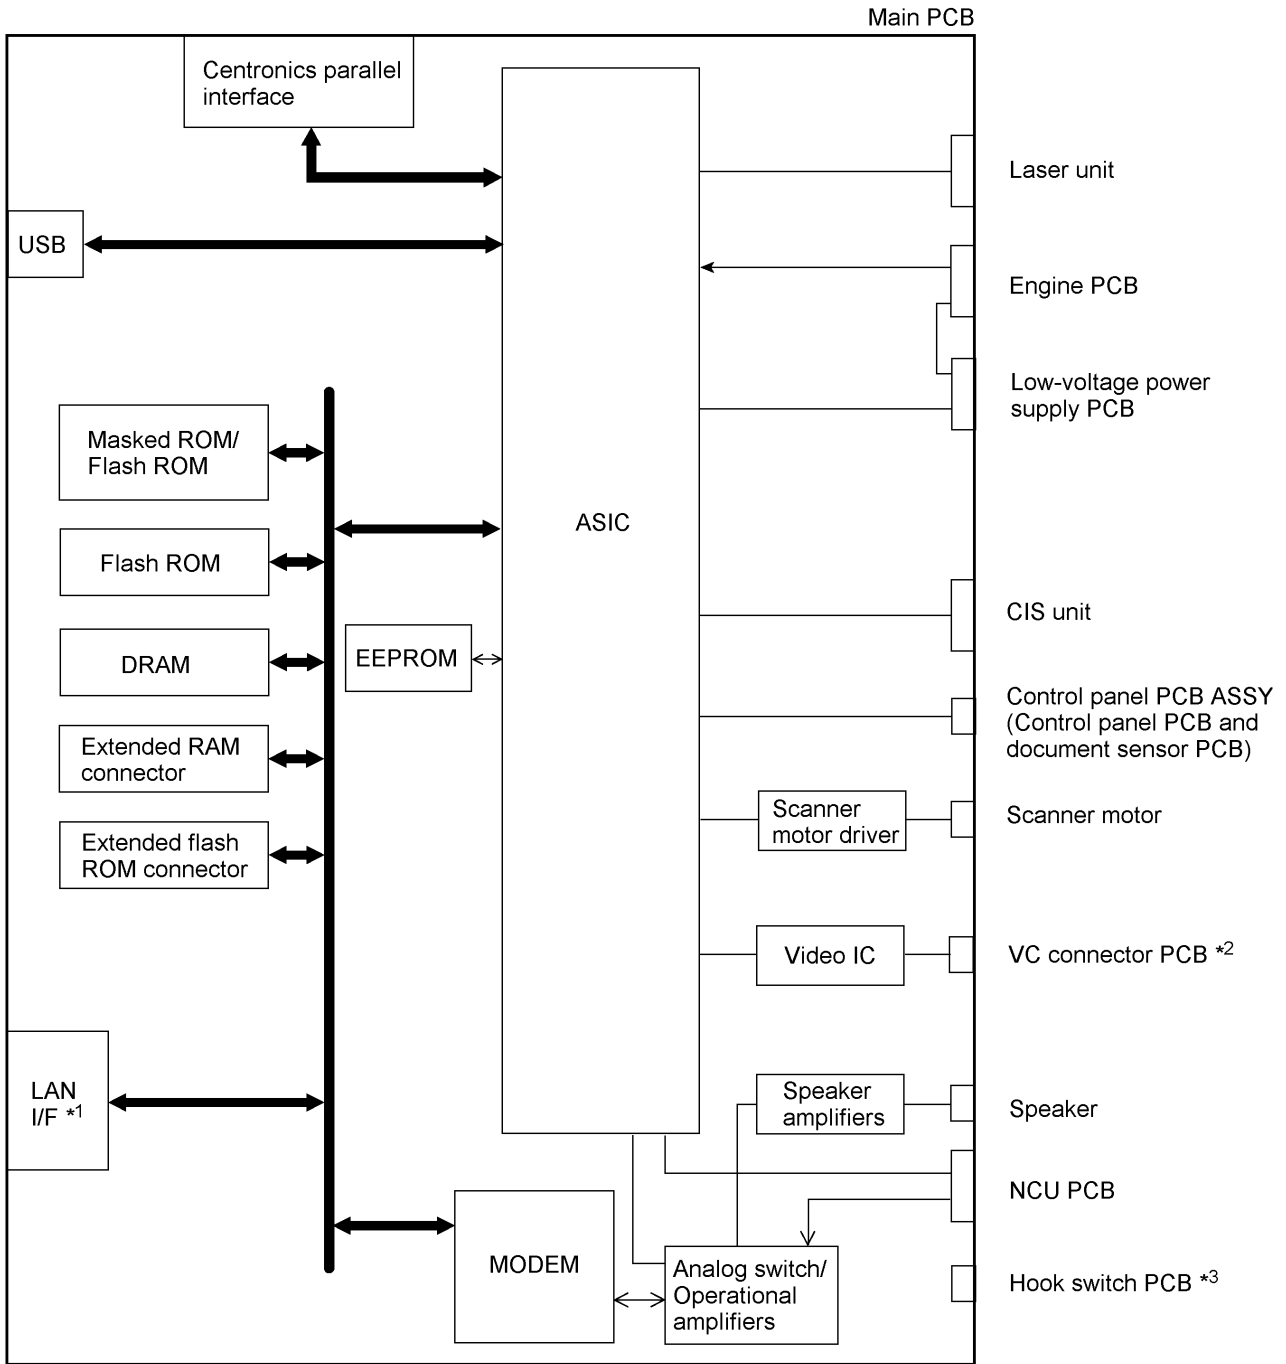 Main PCB
Centronics parallel
interface
Laser unit
USB
Engine PCB
Low-voltage power
supply PCB
Masked ROM/
Flash ROM
ASIC
Flash ROM
CIS unit
EEPROM
DRAM
Control panel PCB ASSY
(Control panel PCB and
document sensor PCB)
Extended RAM
connector
Scanner
motor driver
Scanner motor
Extended flash
ROM connector
Video IC
VC connector PCB *2
LAN
I/F *1
Speaker
amplifiers
Speaker
NCU PCB
MODEM
Analog switch/
Operational
amplifiers
Hook switch PCB *3